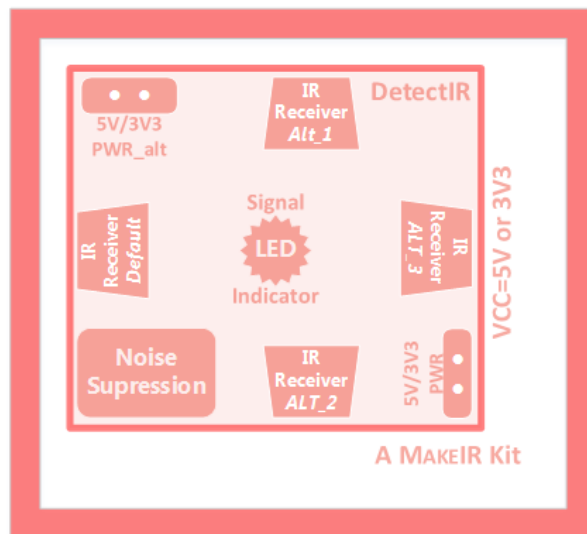 5V/3V3
PWR_alt
IR
Receiver
Alt_1
DetectIR
IR
Receiver
Default
Signal
LED
Indicator
IR
Receiver
ALT_3
VCC=5V or 3V3
Noise
Supression
IR
Receiver
ALT_2
5V/3V3
PWR
A MAKEIR Kit